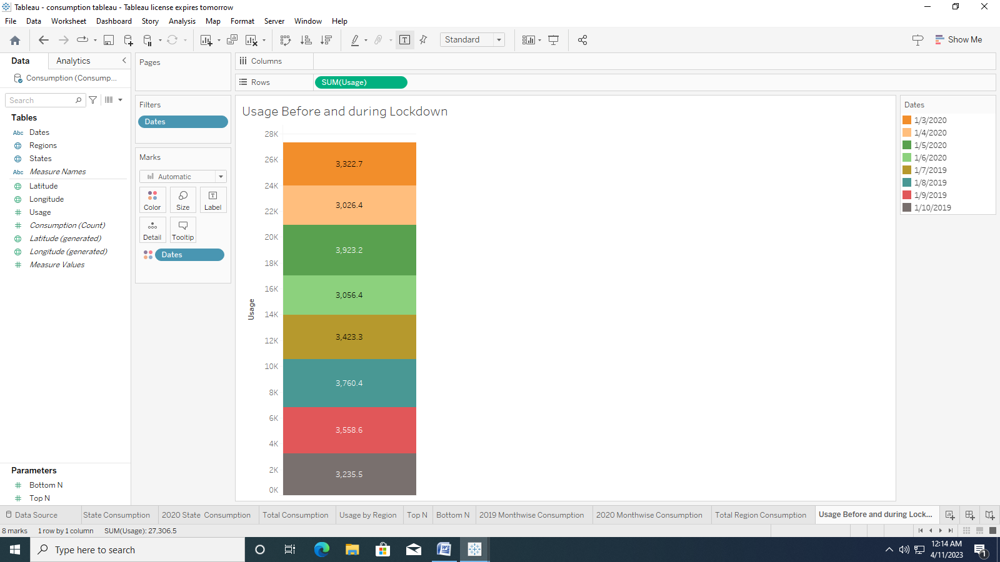 Tableau - consumption tableau - Tableau license expires tomorrow
File Data Worksheet Dashboard Story Analysis Map Format Server Window Help
Standard
Show Me
Data Analytics
Consumption (Consump...
Search
Tables
Abc Dates
Regions
States
Abc Measure Names
Latitude
Longitude
# Usage
# Consumption (Count)
Latitude (generated)
Longitude (generated)
# Measure Values
Parameters
# Bottom N
# Top N
Pages
Filters
Dates
Marks
Automatic
Color Size Label
Detail Tooltip
Dates
Columns
Rows SUM(Usage)
Usage Before and during Lockdown
28K
26K
24K
22K
20K
18K
16K
14K
12K
10K
8K
6K
4K
2K
0K
Usage
3,322.7
3,026.4
3,923.2
3,056.4
3,423.3
3,760.4
3,558.6
3,235.5
Dates
1/3/2020
1/4/2020
1/5/2020
1/6/2020
1/7/2019
1/8/2019
1/9/2019
1/10/2019
Data Source State Consumption 2020 State Consumption Total Consumption Usage by Region Top N Bottom N 2019 Monthwise Consumption 2020 Monthwise Consumption Total Region Consumption Usage Before and during Lock...
8 marks 1 row by 1 column SUM(Usage): 27,306.5
Type here to search
12:14 AM
4/11/2023
1